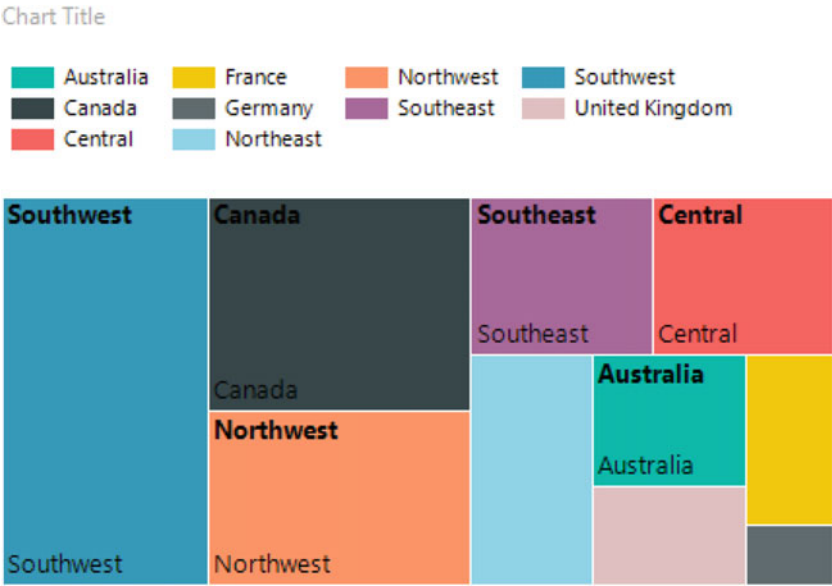 Chart Title
Australia France Northwest Southwest
Canada Germany Southeast United Kingdom
Central Northeast
Southwest Canada Southeast Central
Southeast Central
Australia
Canada
Northwest
Australia
Southwest Northwest